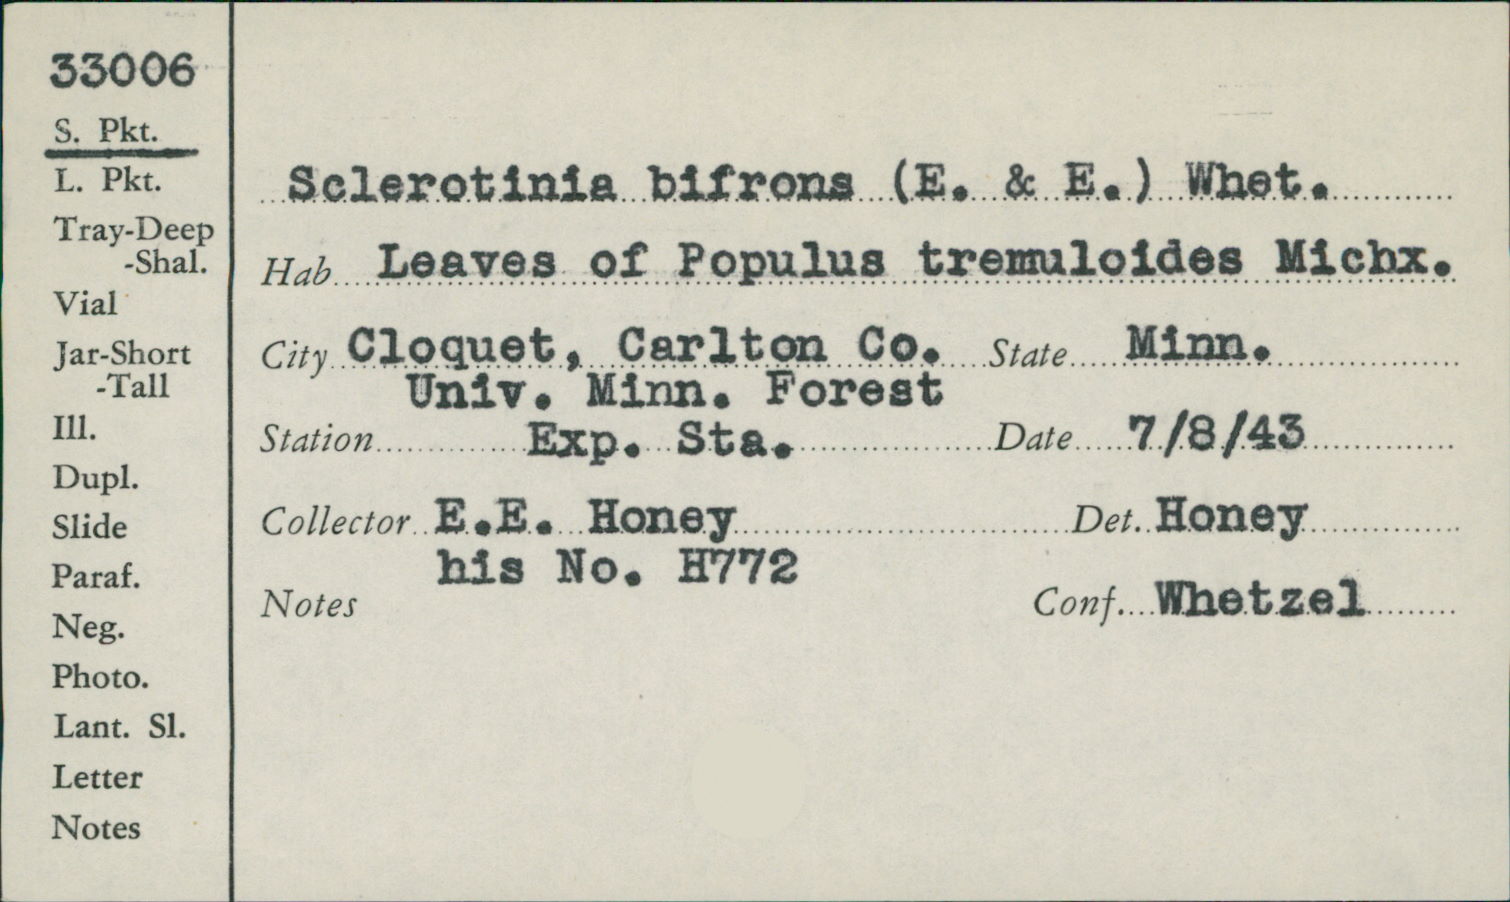 33006
S. Pkt.
L. Pkt.
Tray-Deep
-Shal.
Vial
Jar-Short
-Tall
Ill.
Dupl.
Slide
Paraf.
Neg.
Photo.
Lant. Sl.
Letter
Notes
Sclerotinia bifrons (E. & E.) Whet.
Hab Leaves of Populus tremuloides Michx.
City Cloquet, Carlton Co. State Minn.
Univ. Minn. Forest
Station Exp. Sta. Date 7/8/43
Collector E.E. Honey Det. Honey
his No. H772
Notes Conf. Whetzel